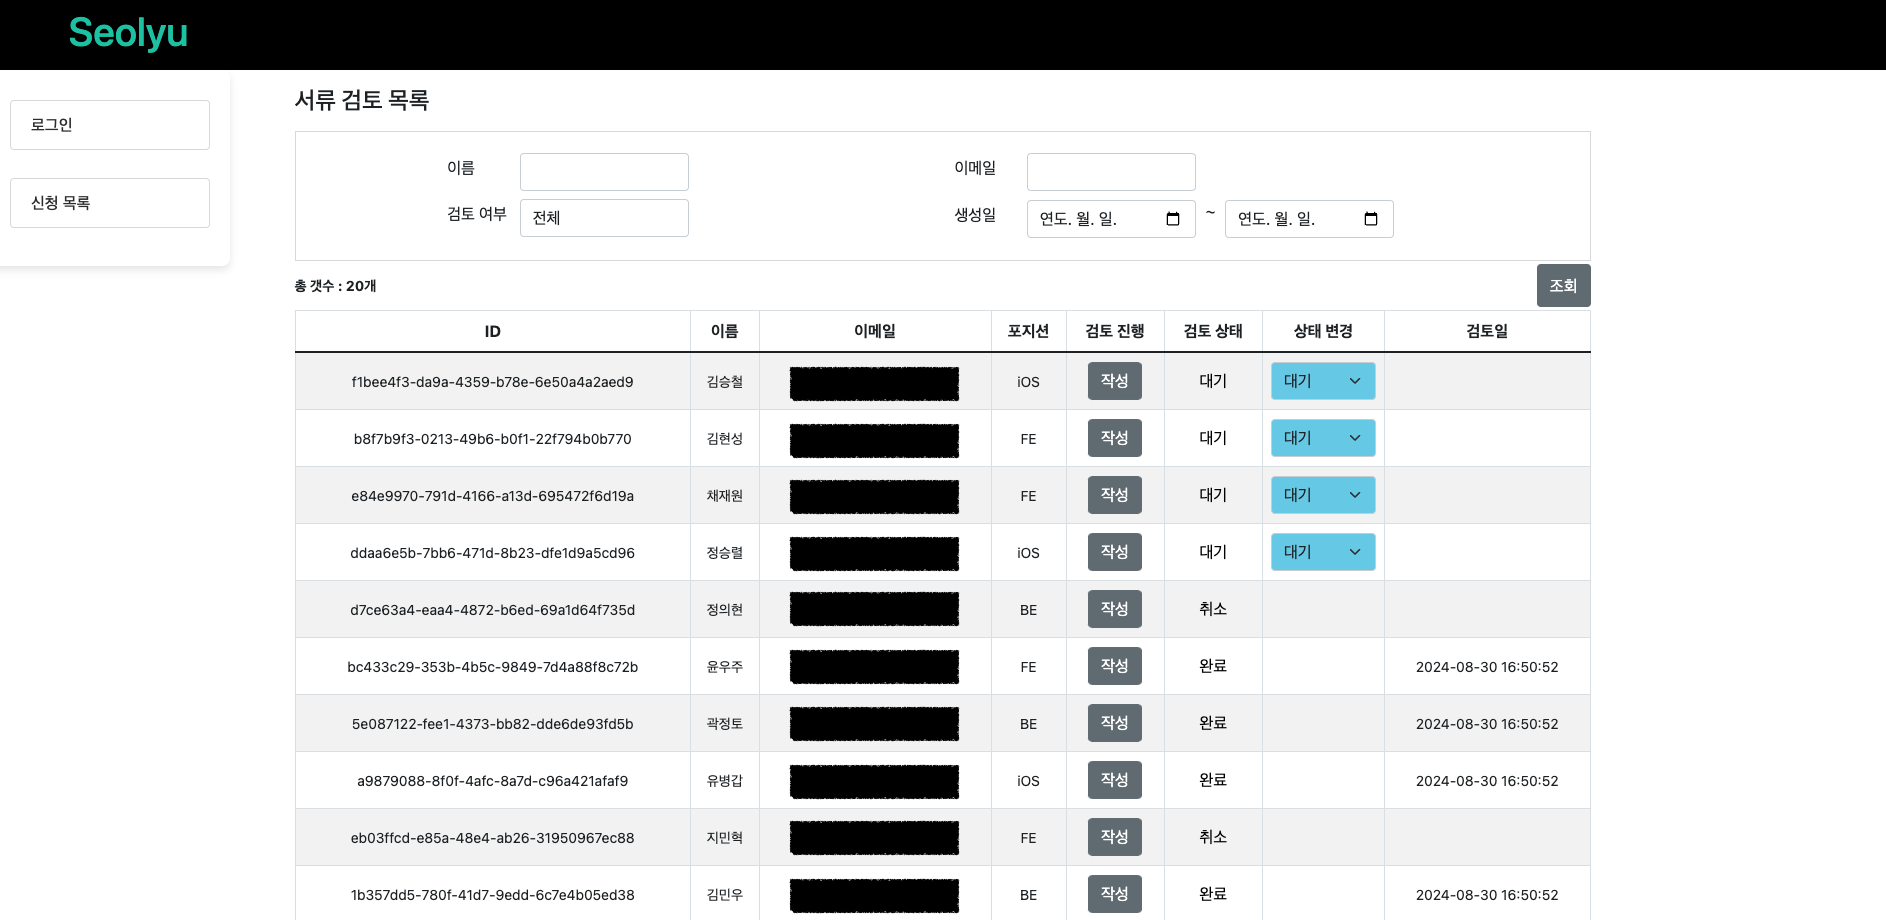 Seolyu
로그인
신청 목록
서류 검토 목록
이름
이메일
검토 여부 전체
생성일 연도. 월. 일. ~ 연도. 월. 일.
총 갯수 : 20개
조회
ID 이름 이메일 포지션 검토 진행 검토 상태 상태 변경 검토일
f1bee4f3-da9a-4359-b78e-6e50a4a2aed9 김승철 iOS 작성 대기 대기
b8f7b9f3-0213-49b6-b0f1-22f794b0b770 김현성 FE 작성 대기 대기
e84e9970-791d-4166-a13d-695472f6d19a 채재원 FE 작성 대기 대기
ddaa6e5b-7bb6-471d-8b23-dfe1d9a5cd96 정승렬 iOS 작성 대기 대기
d7ce63a4-eaa4-4872-b6ed-69a1d64f735d 정의현 BE 작성 취소
bc433c29-353b-4b5c-9849-7d4a88f8c72b 윤우주 FE 작성 완료 2024-08-30 16:50:52
5e087122-fee1-4373-bb82-dde6de93fd5b 곽정토 BE 작성 완료 2024-08-30 16:50:52
a9879088-8f0f-4afc-8a7d-c96a421afaf9 유병갑 iOS 작성 완료 2024-08-30 16:50:52
eb03ffcd-e85a-48e4-ab26-31950967ec88 지민혁 FE 작성 취소
1b357dd5-780f-41d7-9edd-6c7e4b05ed38 김민우 BE 작성 완료 2024-08-30 16:50:52